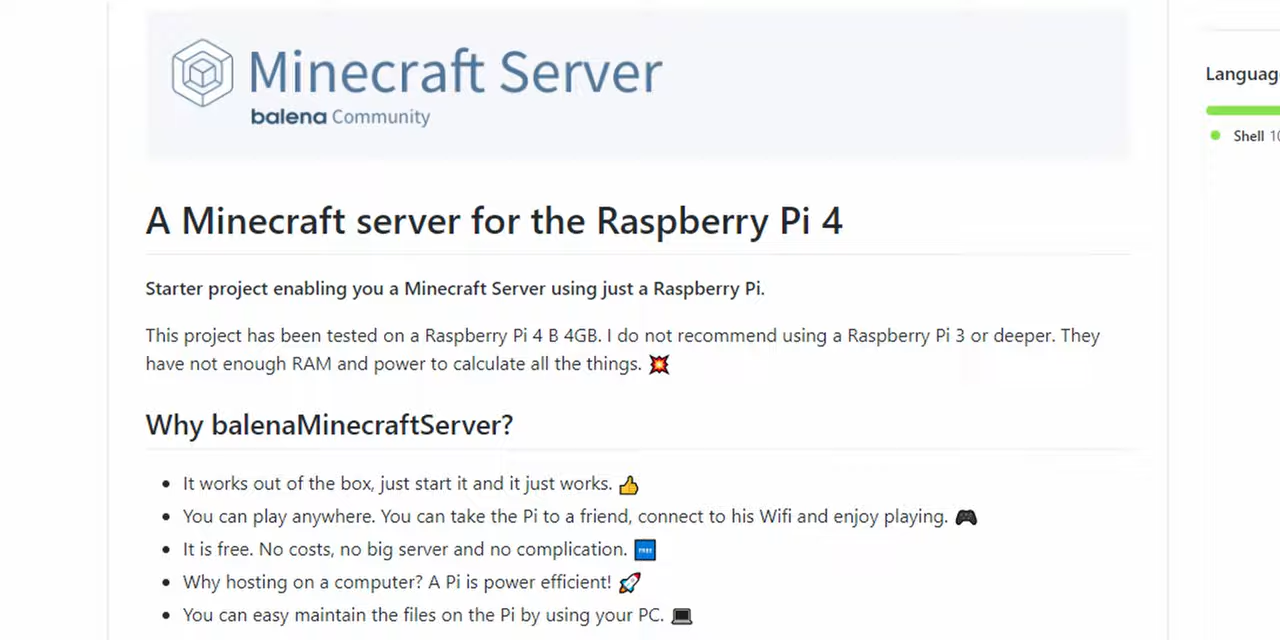 Minecraft Server
balena Community
A Minecraft server for the Raspberry Pi 4
Starter project enabling you a Minecraft Server using just a Raspberry Pi.
This project has been tested on a Raspberry Pi 4 B 4GB. I do not recommend using a Raspberry Pi 3 or deeper. They
have not enough RAM and power to calculate all the things. 💥
Why balenaMinecraftServer?
It works out of the box, just start it and it just works. 👍
You can play anywhere. You can take the Pi to a friend, connect to his Wifi and enjoy playing. 🎮
It is free. No costs, no big server and no complication. 🆓
Why hosting on a computer? A Pi is power efficient! 🚀
You can easy maintain the files on the Pi by using your PC. 💻
Languag
Shell 10